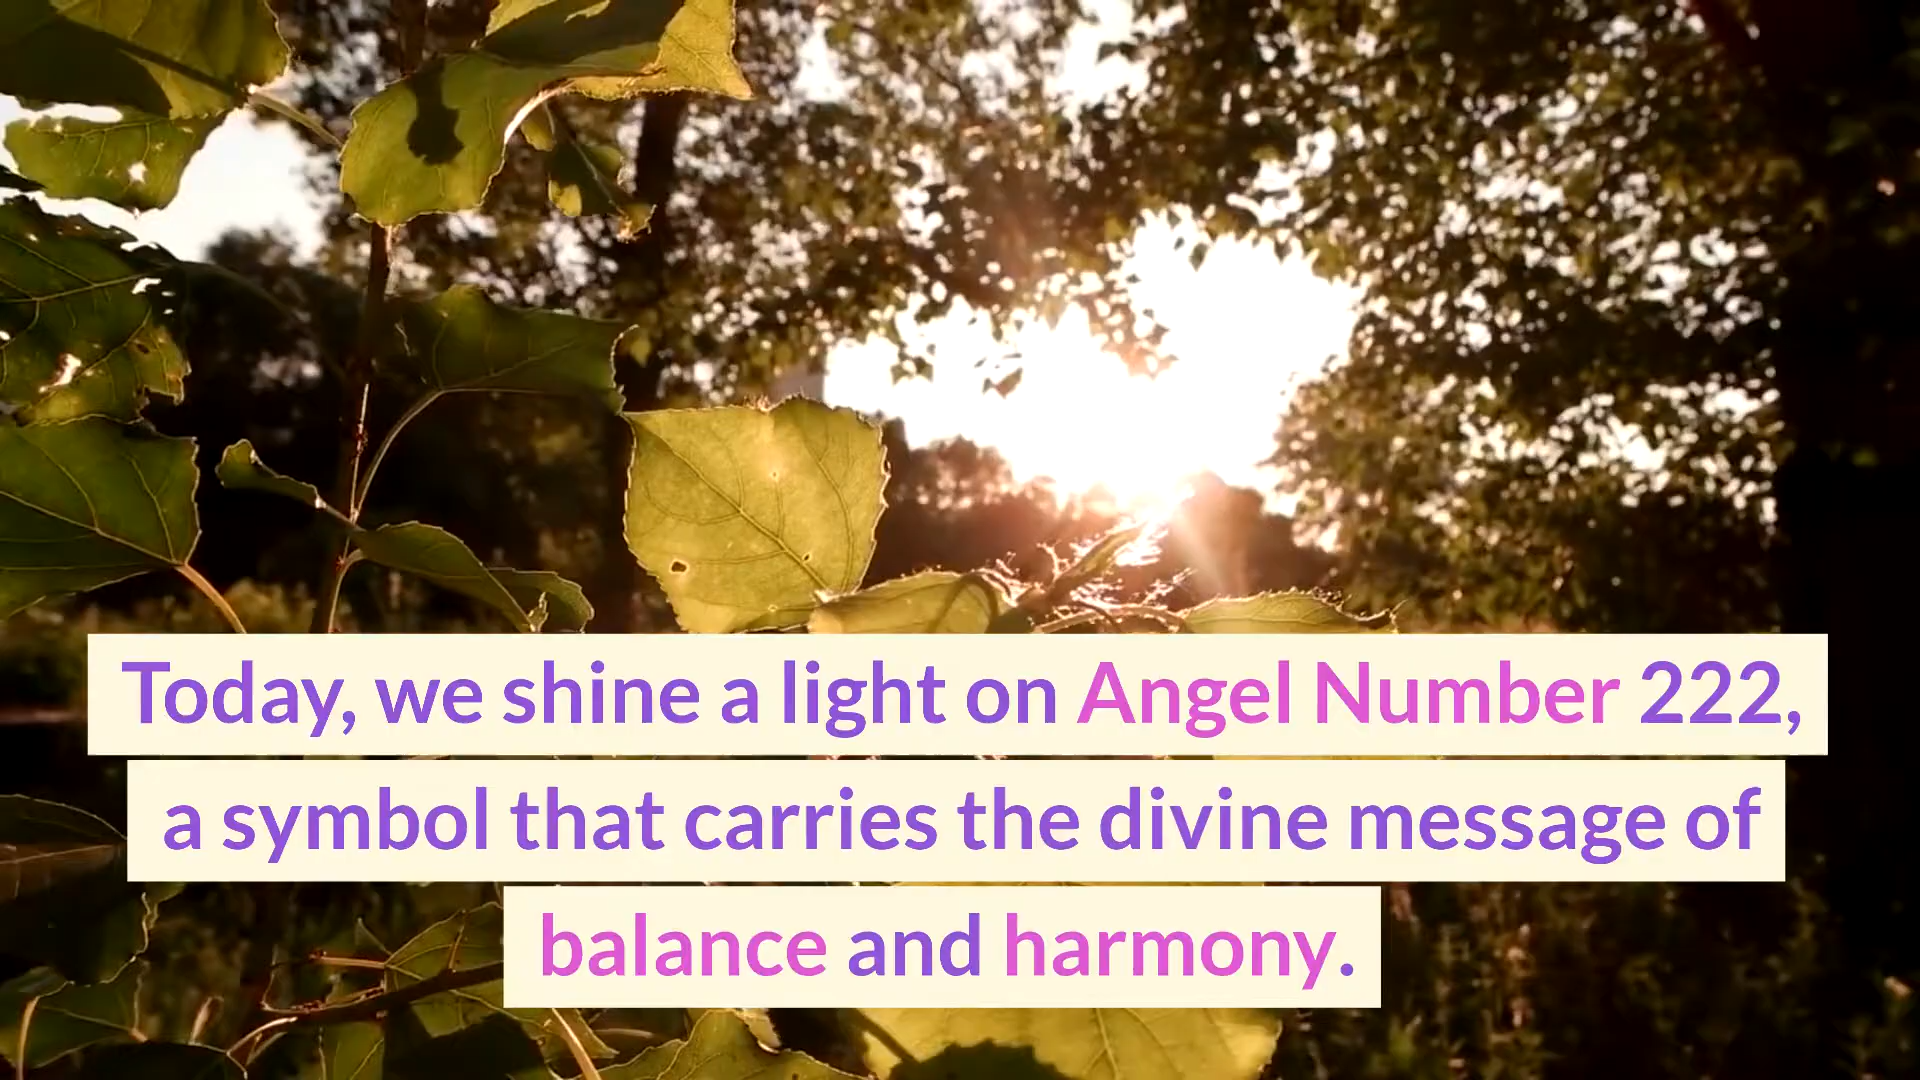 Today, we shine a light on Angel Number 222,
a symbol that carries the divine message of
balance and harmony.